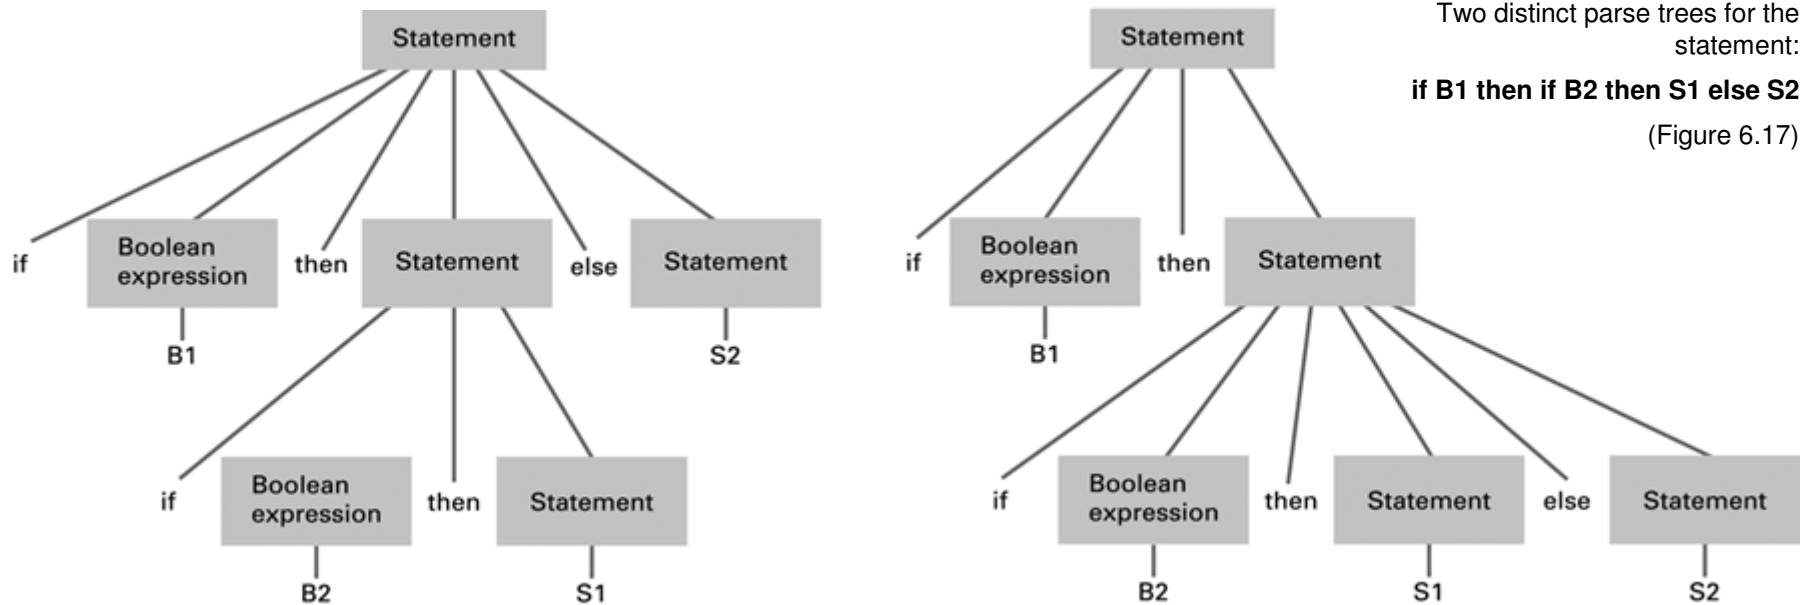 Two distinct parse trees for the
statement:
if B1 then if B2 then S1 else S2
(Figure 6.17)
Statement
if
Boolean
expression
then
Statement
else
Statement
B1
S2
if
Boolean
expression
then
Statement
B2
S1
Statement
if
Boolean
expression
then
Statement
B1
if
Boolean
expression
then
Statement
else
Statement
B2
S1
S2